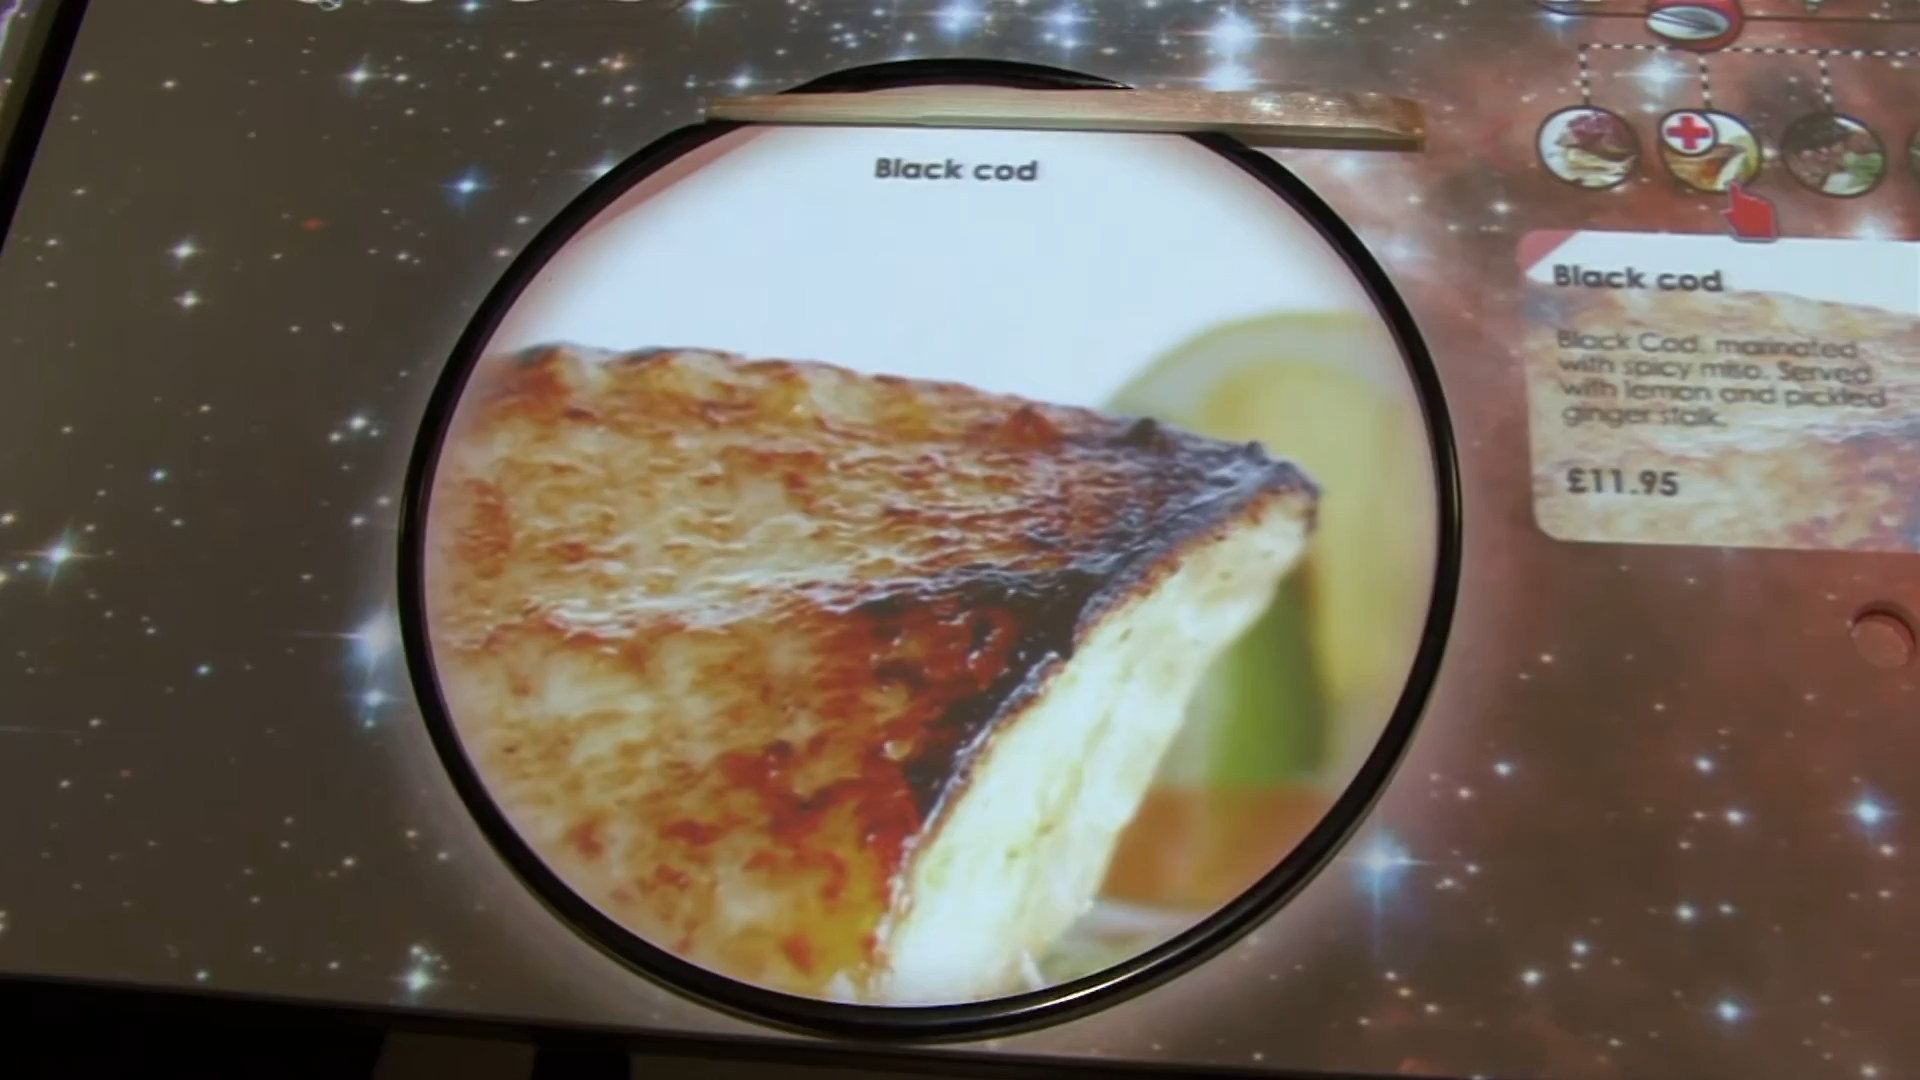 Black cod
Black cod
Black Cod, marinated
with spicy miso. Served
with lemon and pickled
ginger stalk.
£11.95